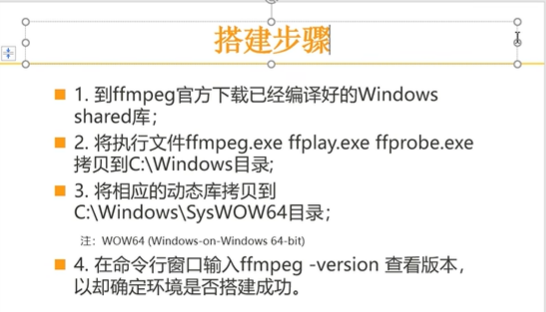 搭建步骤
1. 到ffmpeg官方下载已经编译好的Windows
shared库；
2. 将执行文件ffmpeg.exe ffplay.exe ffprobe.exe
拷贝到C:\Windows目录;
3. 将相应的动态库拷贝到
C:\Windows\SysWOW64目录；
注：WOW64 (Windows-on-Windows 64-bit)
4. 在命令行窗口输入ffmpeg -version 查看版本，
以却确定环境是否搭建成功。